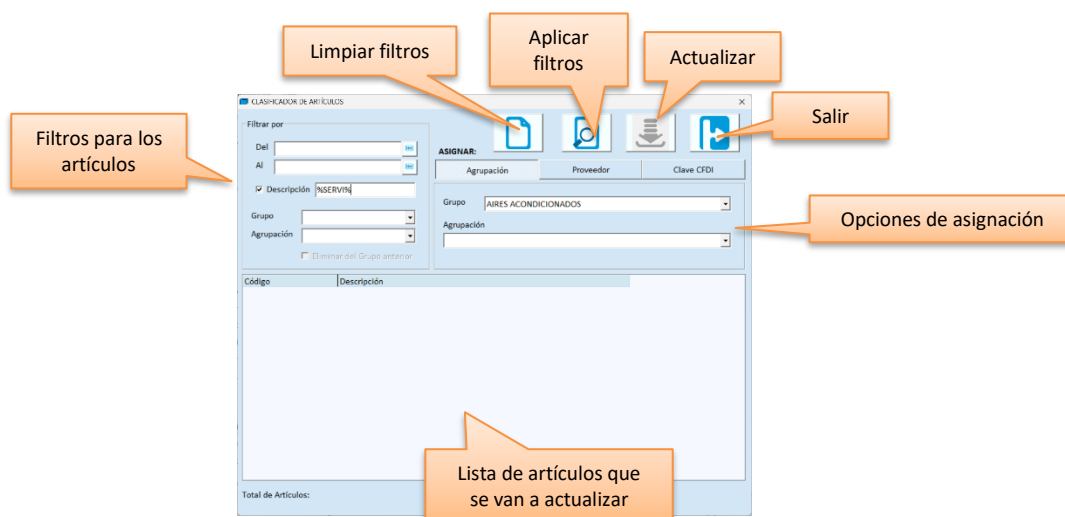 Limpiar filtros
Aplicar
filtros
Actualizar
Salir
Filtros para los
artículos
CLASIFICADOR DE ARTÍCULOS
Filtrar por
Del
Al
Descripción %SERVI%
Grupo
Agrupación
Eliminar del Grupo anterior
ASIGNAR:
Agrupación Proveedor Clave CFDI
Grupo AIRES ACONDICIONADOS
Agrupación
Opciones de asignación
Código Descripción
Lista de artículos que
se van a actualizar
Total de Artículos: